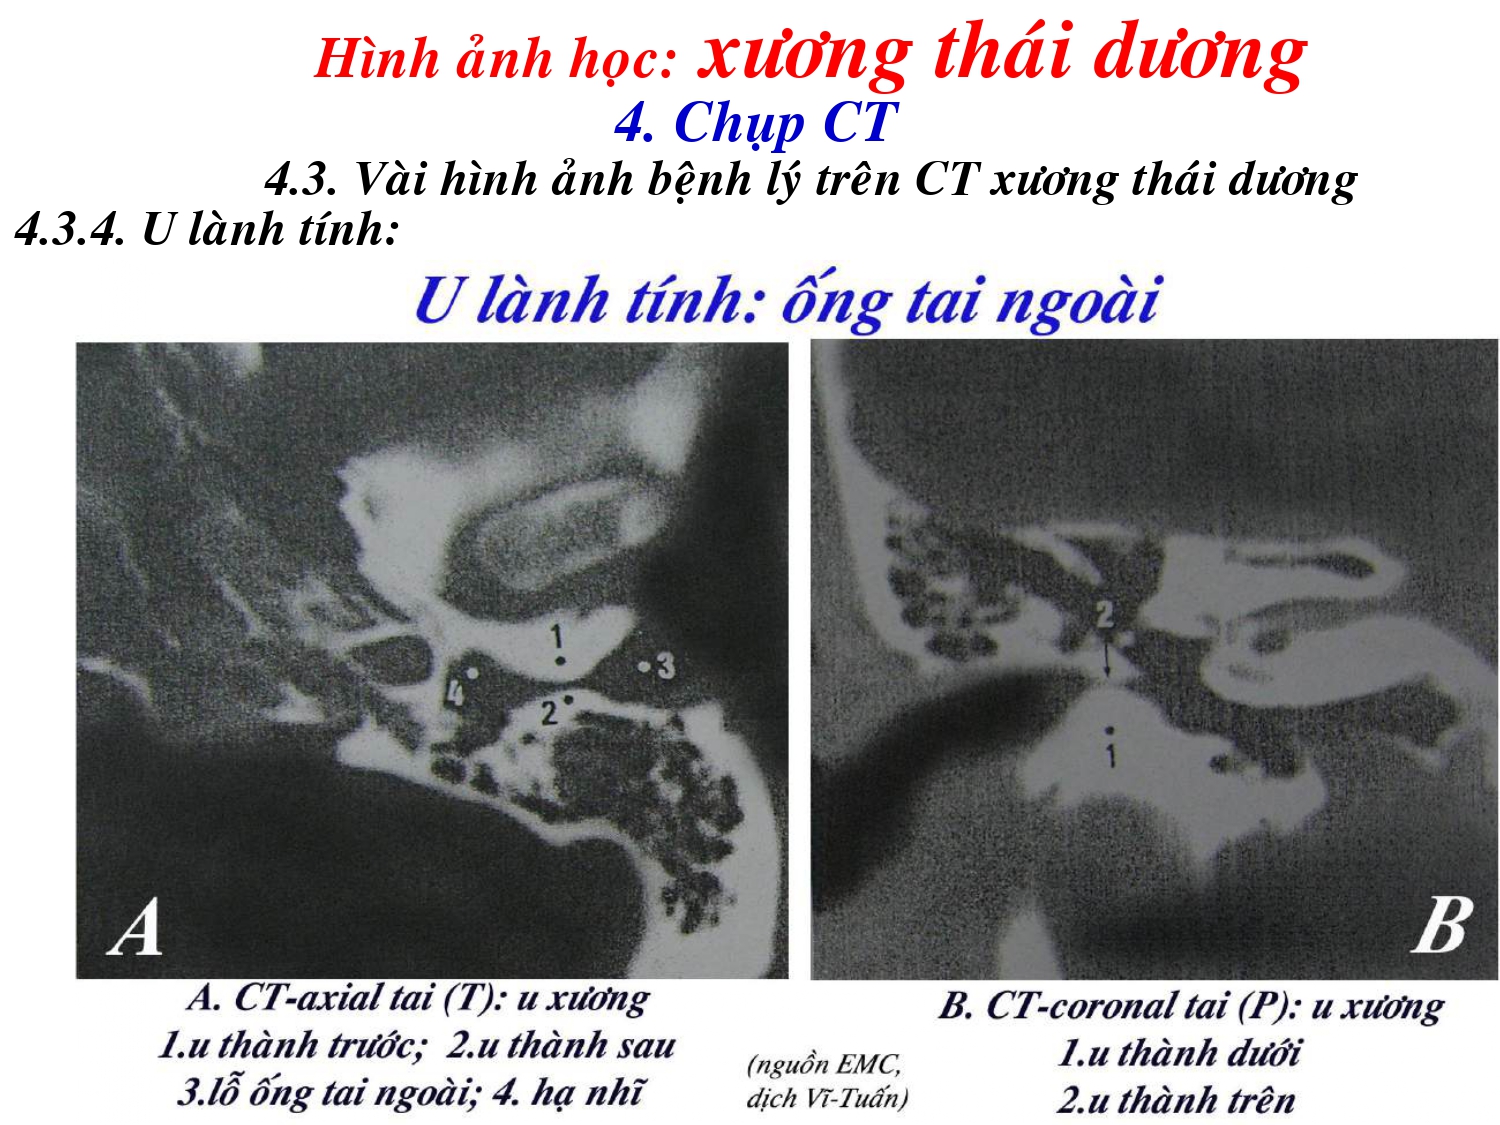 Hình ảnh học: xương thái dương
4. Chụp CT
4.3. Vài hình ảnh bệnh lý trên CT xương thái dương
4.3.4. U lành tính:
U lành tính: ống tai ngoài
1
3
4
2
A
2
1
B
A. CT-axial tai (T): u xương
1.u thành trước; 2.u thành sau
3.lỗ ống tai ngoài; 4. hạ nhĩ
(nguồn EMC,
dịch Vĩ-Tuấn)
B. CT-coronal tai (P): u xương
1.u thành dưới
2.u thành trên